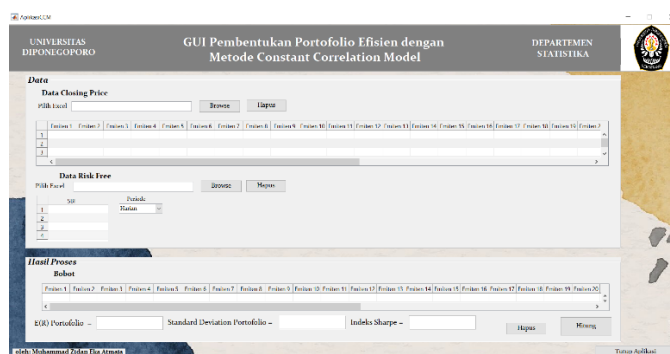 AplikasiCCM
UNIVERSITAS
DIPONEGOPORO
GUI Pembentukan Portofolio Efisien dengan
Metode Constant Correlation Model
DEPARTEMEN
STATISTIKA
Data
Data Closing Price
Pilih Excel Browse Hapus
Emiten 1 Emiten 2 Emiten 3 Emiten 4 Emiten 5 Emiten 6 Emiten 7 Emiten 8 Emiten 9 Emiten 10 Emiten 11 Emiten 12 Emiten 13 Emiten 14 Emiten 15 Emiten 16 Emiten 17 Emiten 18 Emiten 19 Emiten 2
1
2
3
Data Risk Free
Pilih Excel Browse Hapus
Periode
1 Harian
2
3
4
Hasil Proses
Bobot
Emiten 1 Emiten 2 Emiten 3 Emiten 4 Emiten 5 Emiten 6 Emiten 7 Emiten 8 Emiten 9 Emiten 10 Emiten 11 Emiten 12 Emiten 13 Emiten 14 Emiten 15 Emiten 16 Emiten 17 Emiten 18 Emiten 19 Emiten 20
E(R) Portofolio = Standard Deviation Portofolio = Indeks Sharpe = Hapus Hitung
oleh: Muhammad Zidan Eka Atmaja Tutup Aplikasi